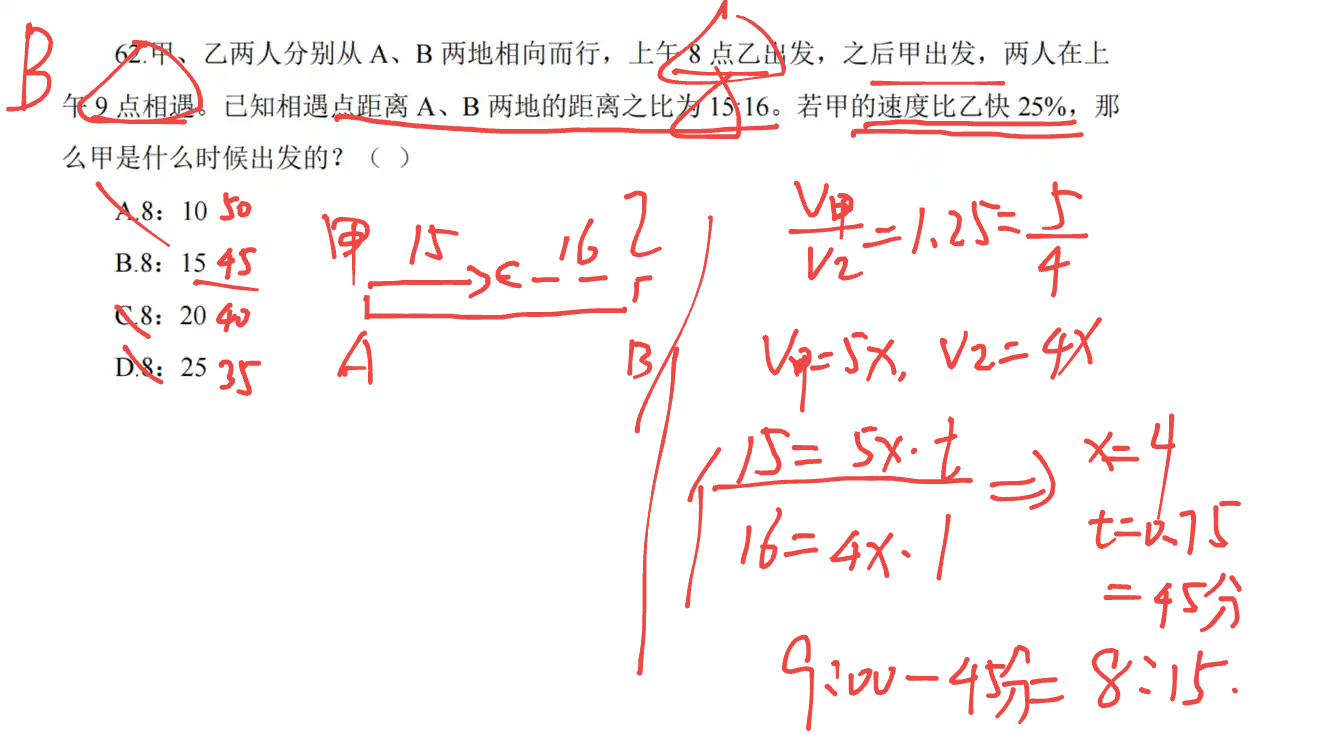 B
62.甲、乙两人分别从 A、B 两地相向而行，上午 8 点乙出发，之后甲出发，两人在上
午 9 点相遇。已知相遇点距离 A、B 两地的距离之比为 15:16。若甲的速度比乙快 25%，那
么甲是什么时候出发的？（ ）
A.8：10 50
B.8：15 45
C.8：20 40
D.8：25 35
甲 15 16 乙
A B
V甲/V乙=1.25=5/4
V甲=5x, V乙=4x
15=5x·t
16=4x·1
⇒ x=4
t=0.75
=45分
9:00-45分=8:15.